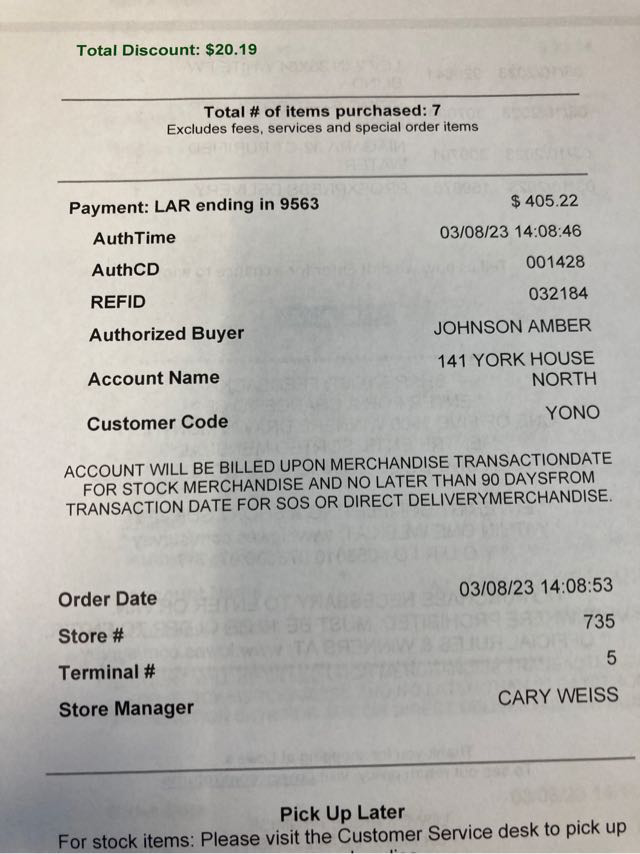 Total Discount: $20.19
Total # of items purchased: 7
Excludes fees, services and special order items
Payment: LAR ending in 9563 $ 405.22
AuthTime 03/08/23 14:08:46
AuthCD 001428
REFID 032184
Authorized Buyer JOHNSON AMBER
Account Name 141 YORK HOUSE
NORTH
Customer Code YONO
ACCOUNT WILL BE BILLED UPON MERCHANDISE TRANSACTIONDATE
FOR STOCK MERCHANDISE AND NO LATER THAN 90 DAYSFROM
TRANSACTION DATE FOR SOS OR DIRECT DELIVERYMERCHANDISE.
Order Date 03/08/23 14:08:53
Store # 735
Terminal # 5
Store Manager CARY WEISS
Pick Up Later
For stock items: Please visit the Customer Service desk to pick up